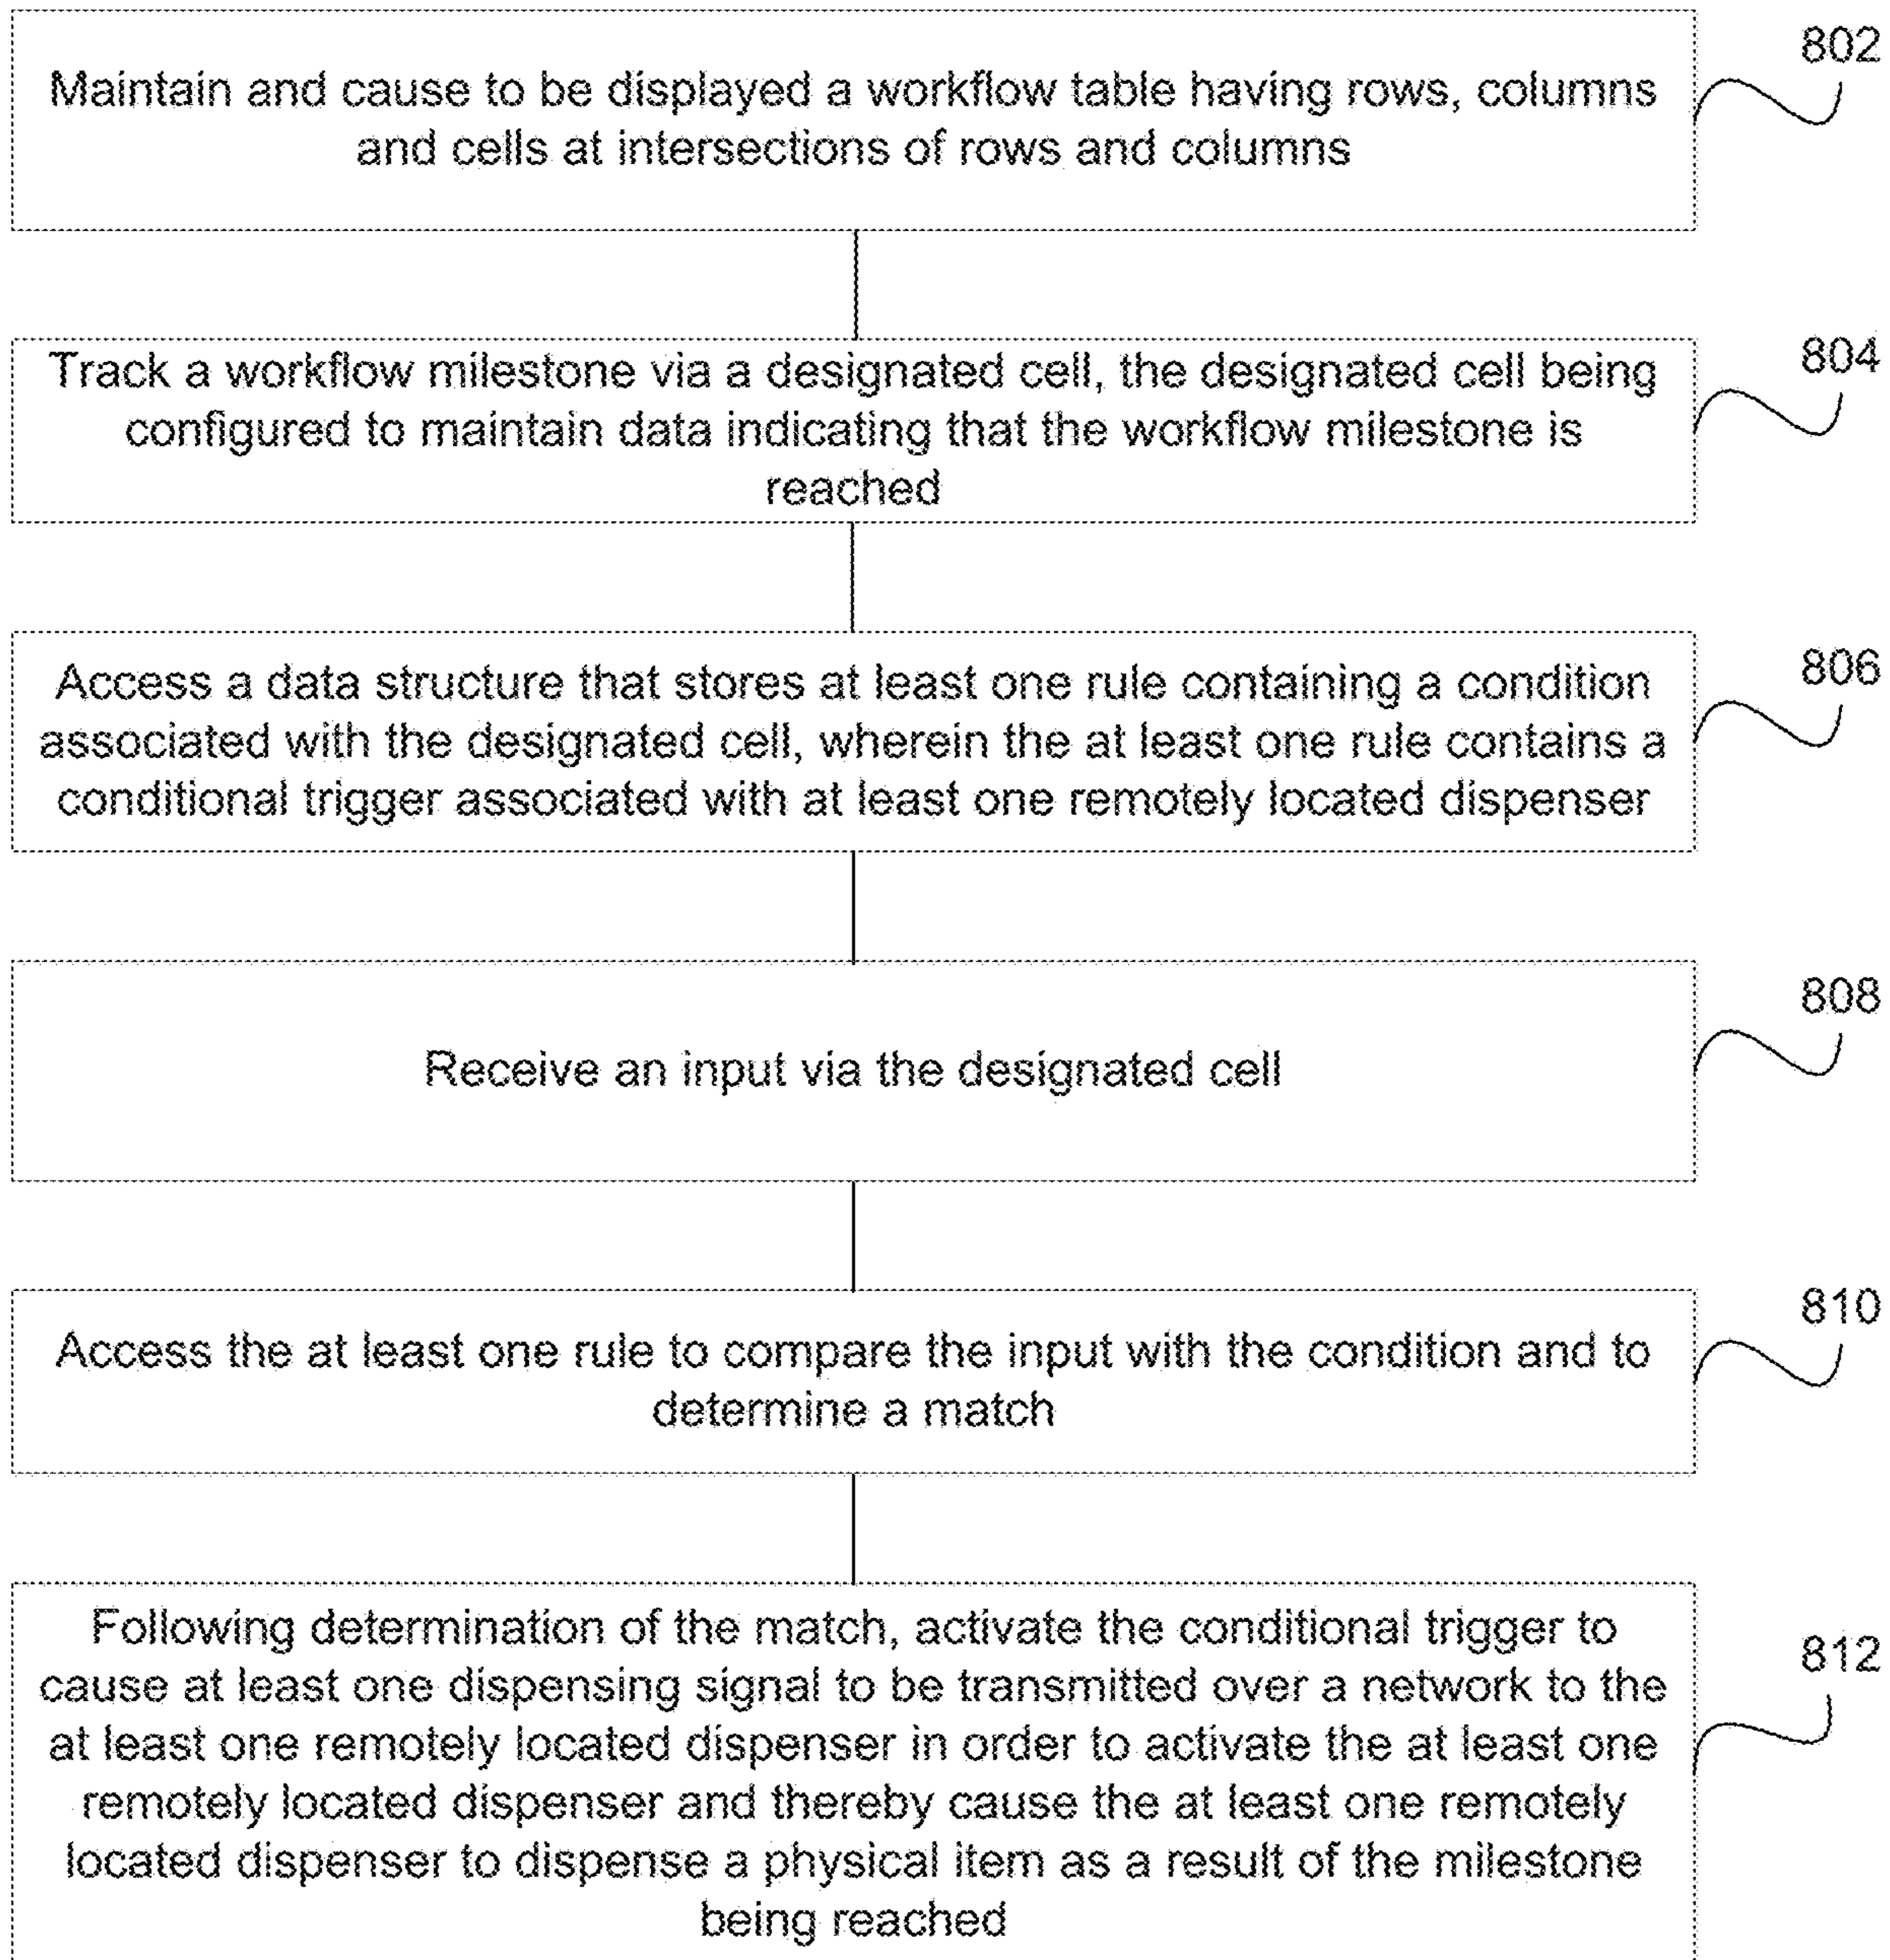 802
Maintain and cause to be displayed a workflow table having rows, columns
and cells at intersections of rows and columns
804
Track a workflow milestone via a designated cell, the designated cell being
configured to maintain data indicating that the workflow milestone is
reached
806
Access a data structure that stores at least one rule containing a condition
associated with the designated cell, wherein the at least one rule contains a
conditional trigger associated with at least one remotely located dispenser
808
Receive an input via the designated cell
810
Access the at least one rule to compare the input with the condition and to
determine a match
812
Following determination of the match, activate the conditional trigger to
cause at least one dispensing signal to be transmitted over a network to the
at least one remotely located dispenser in order to activate the at least one
remotely located dispenser and thereby cause the at least one remotely
located dispenser to dispense a physical item as a result of the milestone
being reached